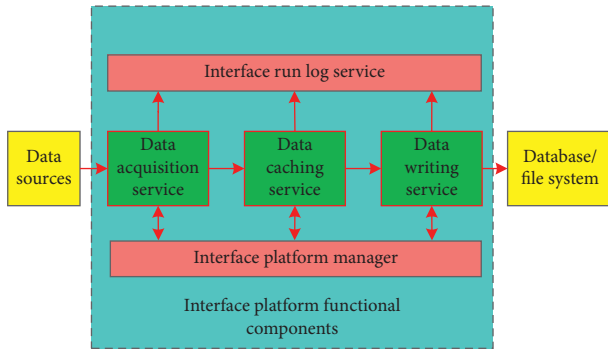 Interface run log service
Data
sources
Data
acquisition
service
Data
caching
service
Data
writing
service
Database/
file system
Interface platform manager
Interface platform functional
components